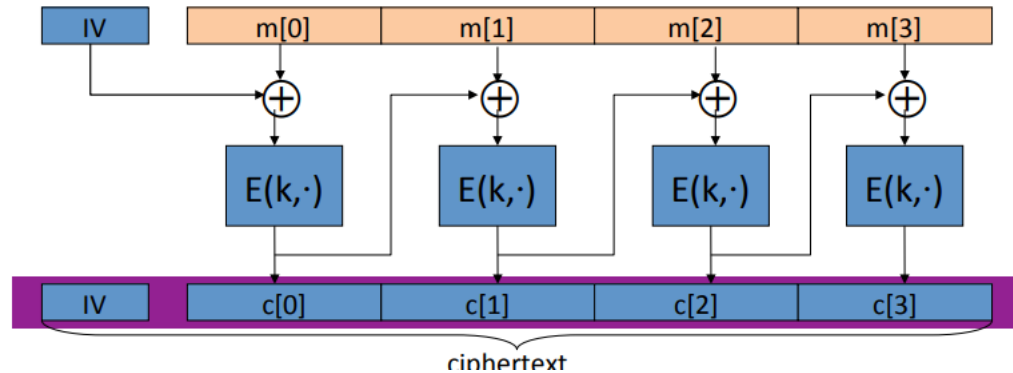 IV m[0] m[1] m[2] m[3]
E(k,·) E(k,·) E(k,·) E(k,·)
IV c[0] c[1] c[2] c[3]
ciphertext